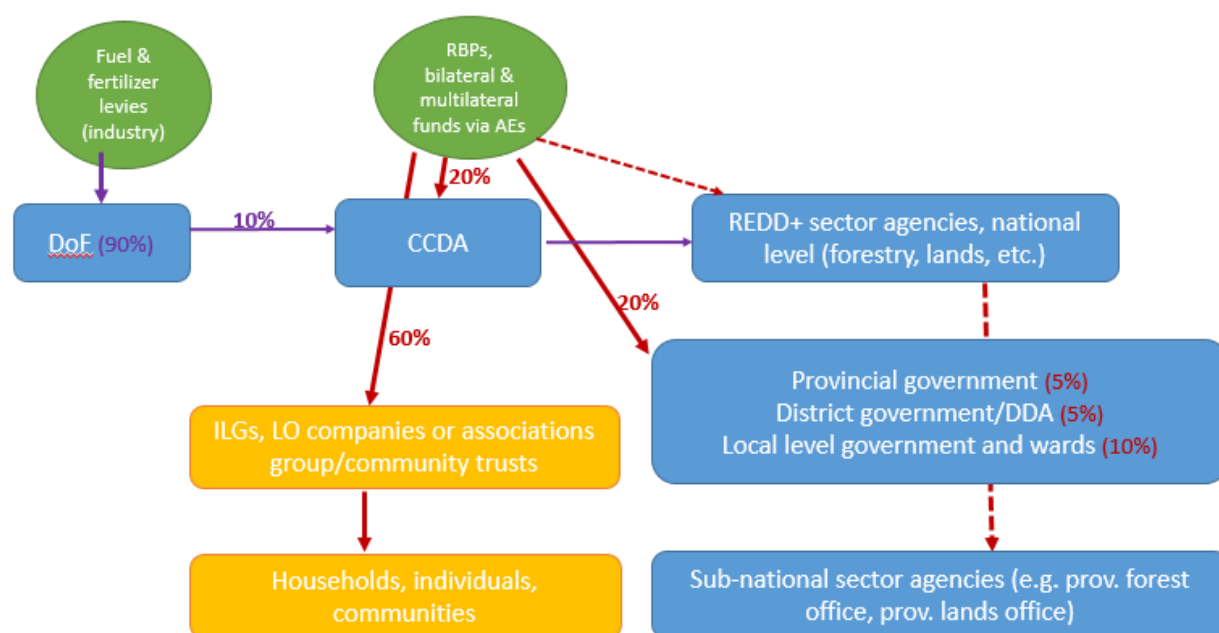 Fuel &
fertilizer
levies
(industry)
RBPs,
bilateral &
multilateral
funds via AEs
20%
DoF (90%)
10%
CCDA
REDD+ sector agencies, national
level (forestry, lands, etc.)
20%
60%
Provincial government (5%)
District government/DDA (5%)
Local level government and wards (10%)
ILGs, LO companies or associations
group/community trusts
Households, individuals,
communities
Sub-national sector agencies (e.g. prov. forest
office, prov. lands office)